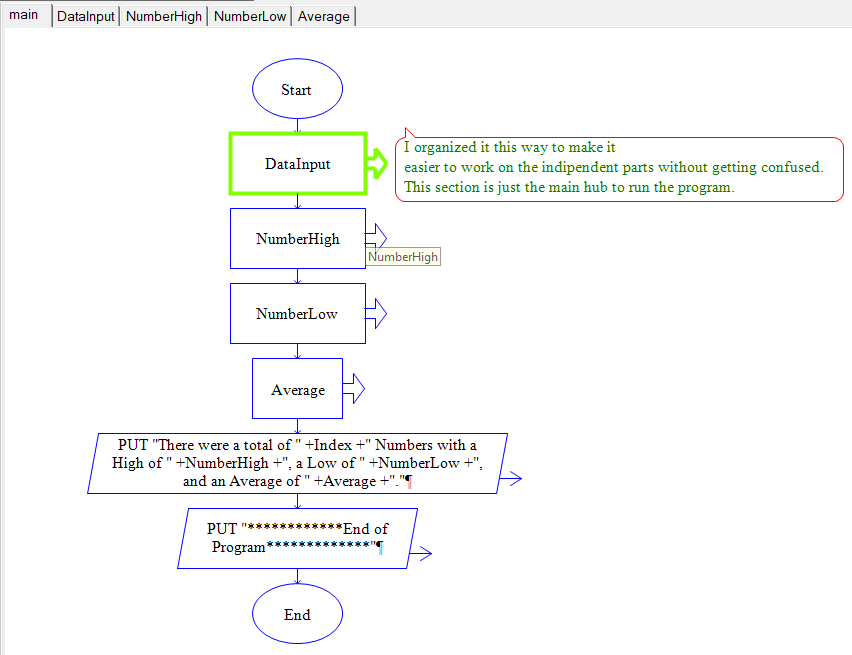 main DataInput NumberHigh NumberLow Average
Start
DataInput
I organized it this way to make it
easier to work on the indipendent parts without getting confused.
This section is just the main hub to run the program.
NumberHigh
NumberHigh
NumberLow
Average
PUT "There were a total of " +Index +" Numbers with a
High of " +NumberHigh +", a Low of " +NumberLow +",
and an Average of " +Average +"."¶
PUT "************End of
Program*************"¶
End